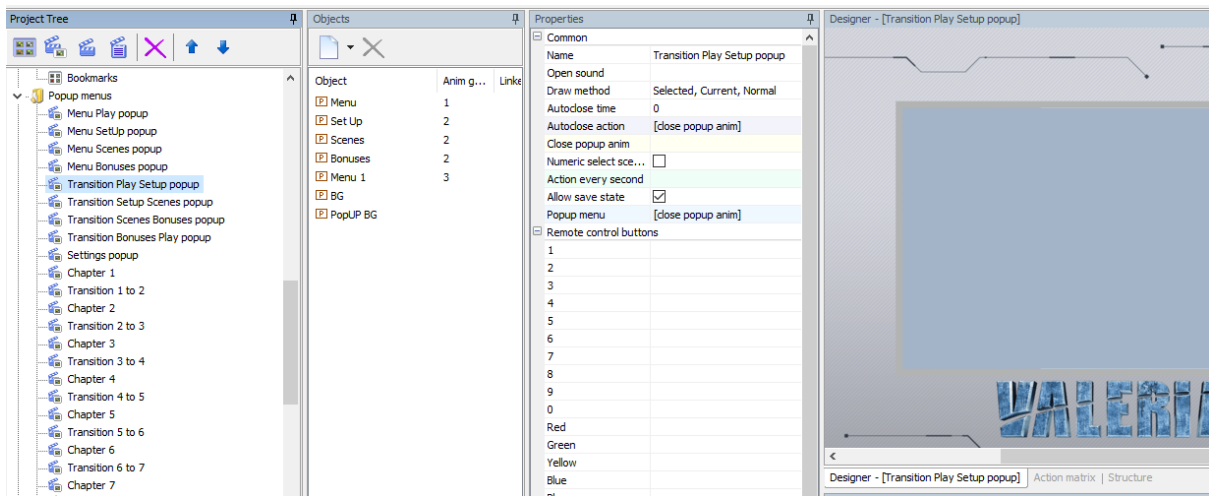 Project Tree
Bookmarks
Popup menus
Menu Play popup
Menu SetUp popup
Menu Scenes popup
Menu Bonuses popup
Transition Play Setup popup
Transition Setup Scenes popup
Transition Scenes Bonuses popup
Transition Bonuses Play popup
Settings popup
Chapter 1
Transition 1 to 2
Chapter 2
Transition 2 to 3
Chapter 3
Transition 3 to 4
Chapter 4
Transition 4 to 5
Chapter 5
Transition 5 to 6
Chapter 6
Transition 6 to 7
Chapter 7
Objects
Object Anim g... Linke
P Menu 1
P Set Up 2
P Scenes 2
P Bonuses 2
P Menu 1 3
P BG
P PopUP BG
Properties
Common
Name Transition Play Setup popup
Open sound
Draw method Selected, Current, Normal
Autoclose time 0
Autoclose action [close popup anim]
Close popup anim
Numeric select sce...
Action every second
Allow save state
Popup menu [close popup anim]
Remote control buttons
1
2
3
4
5
6
7
8
9
0
Red
Green
Yellow
Blue
Designer - [Transition Play Setup popup]
VALERI
Designer - [Transition Play Setup popup] Action matrix | Structure